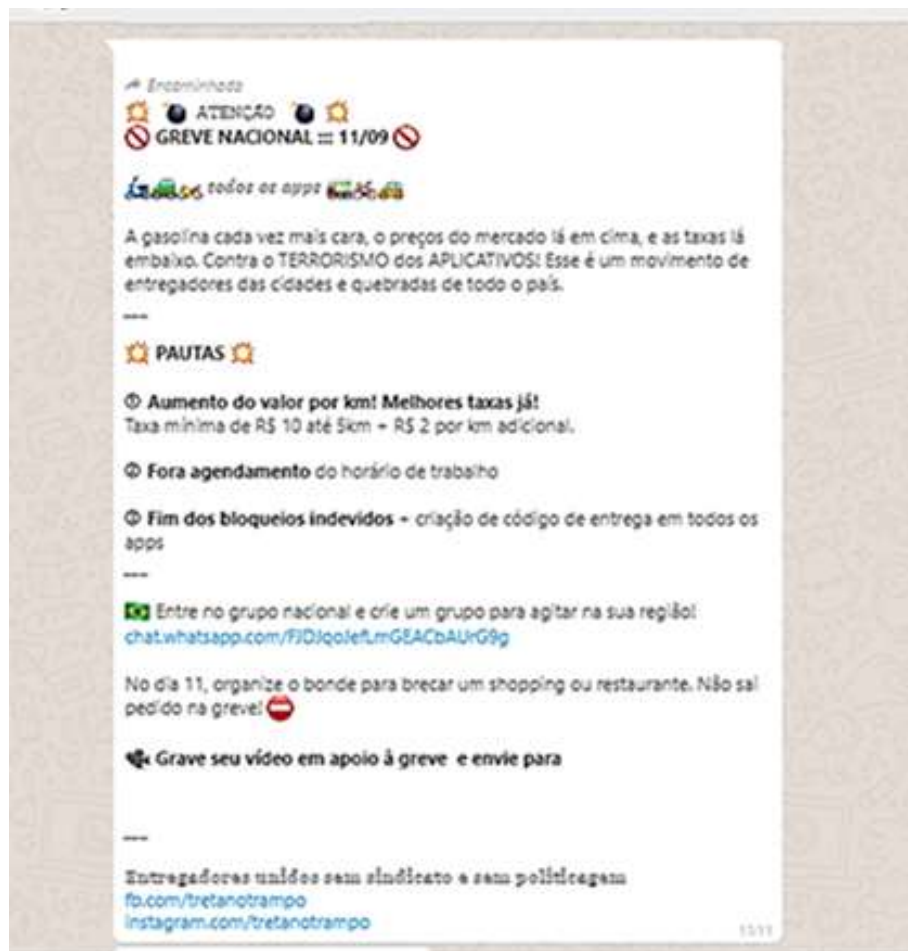 Encaminhada
ATENÇÃO
GREVE NACIONAL ::: 11/09
todos os apps
A gasolina cada vez mais cara, o preços do mercado lá em cima, e as taxas lá
embaixo. Contra o TERRORISMO dos APLICATIVOS! Esse é um movimento de
entregadores das cidades e quebradas de todo o país.
---
PAUTAS
① Aumento do valor por km! Melhores taxas já!
Taxa mínima de R$ 10 até 5km + R$ 2 por km adicional.
② Fora agendamento do horário de trabalho
③ Fim dos bloqueios indevidos + criação de código de entrega em todos os
apps
---
Entre no grupo nacional e crie um grupo para agitar na sua região!
No dia 11, organize o bonde para brecar um shopping ou restaurante. Não sai
pedido na greve!
Grave seu vídeo em apoio à greve e envie para
---
Entregadores unidos sem sindicato e sem politicagem
fb.com/tretanotrampo
instagram.com/tretanotrampo